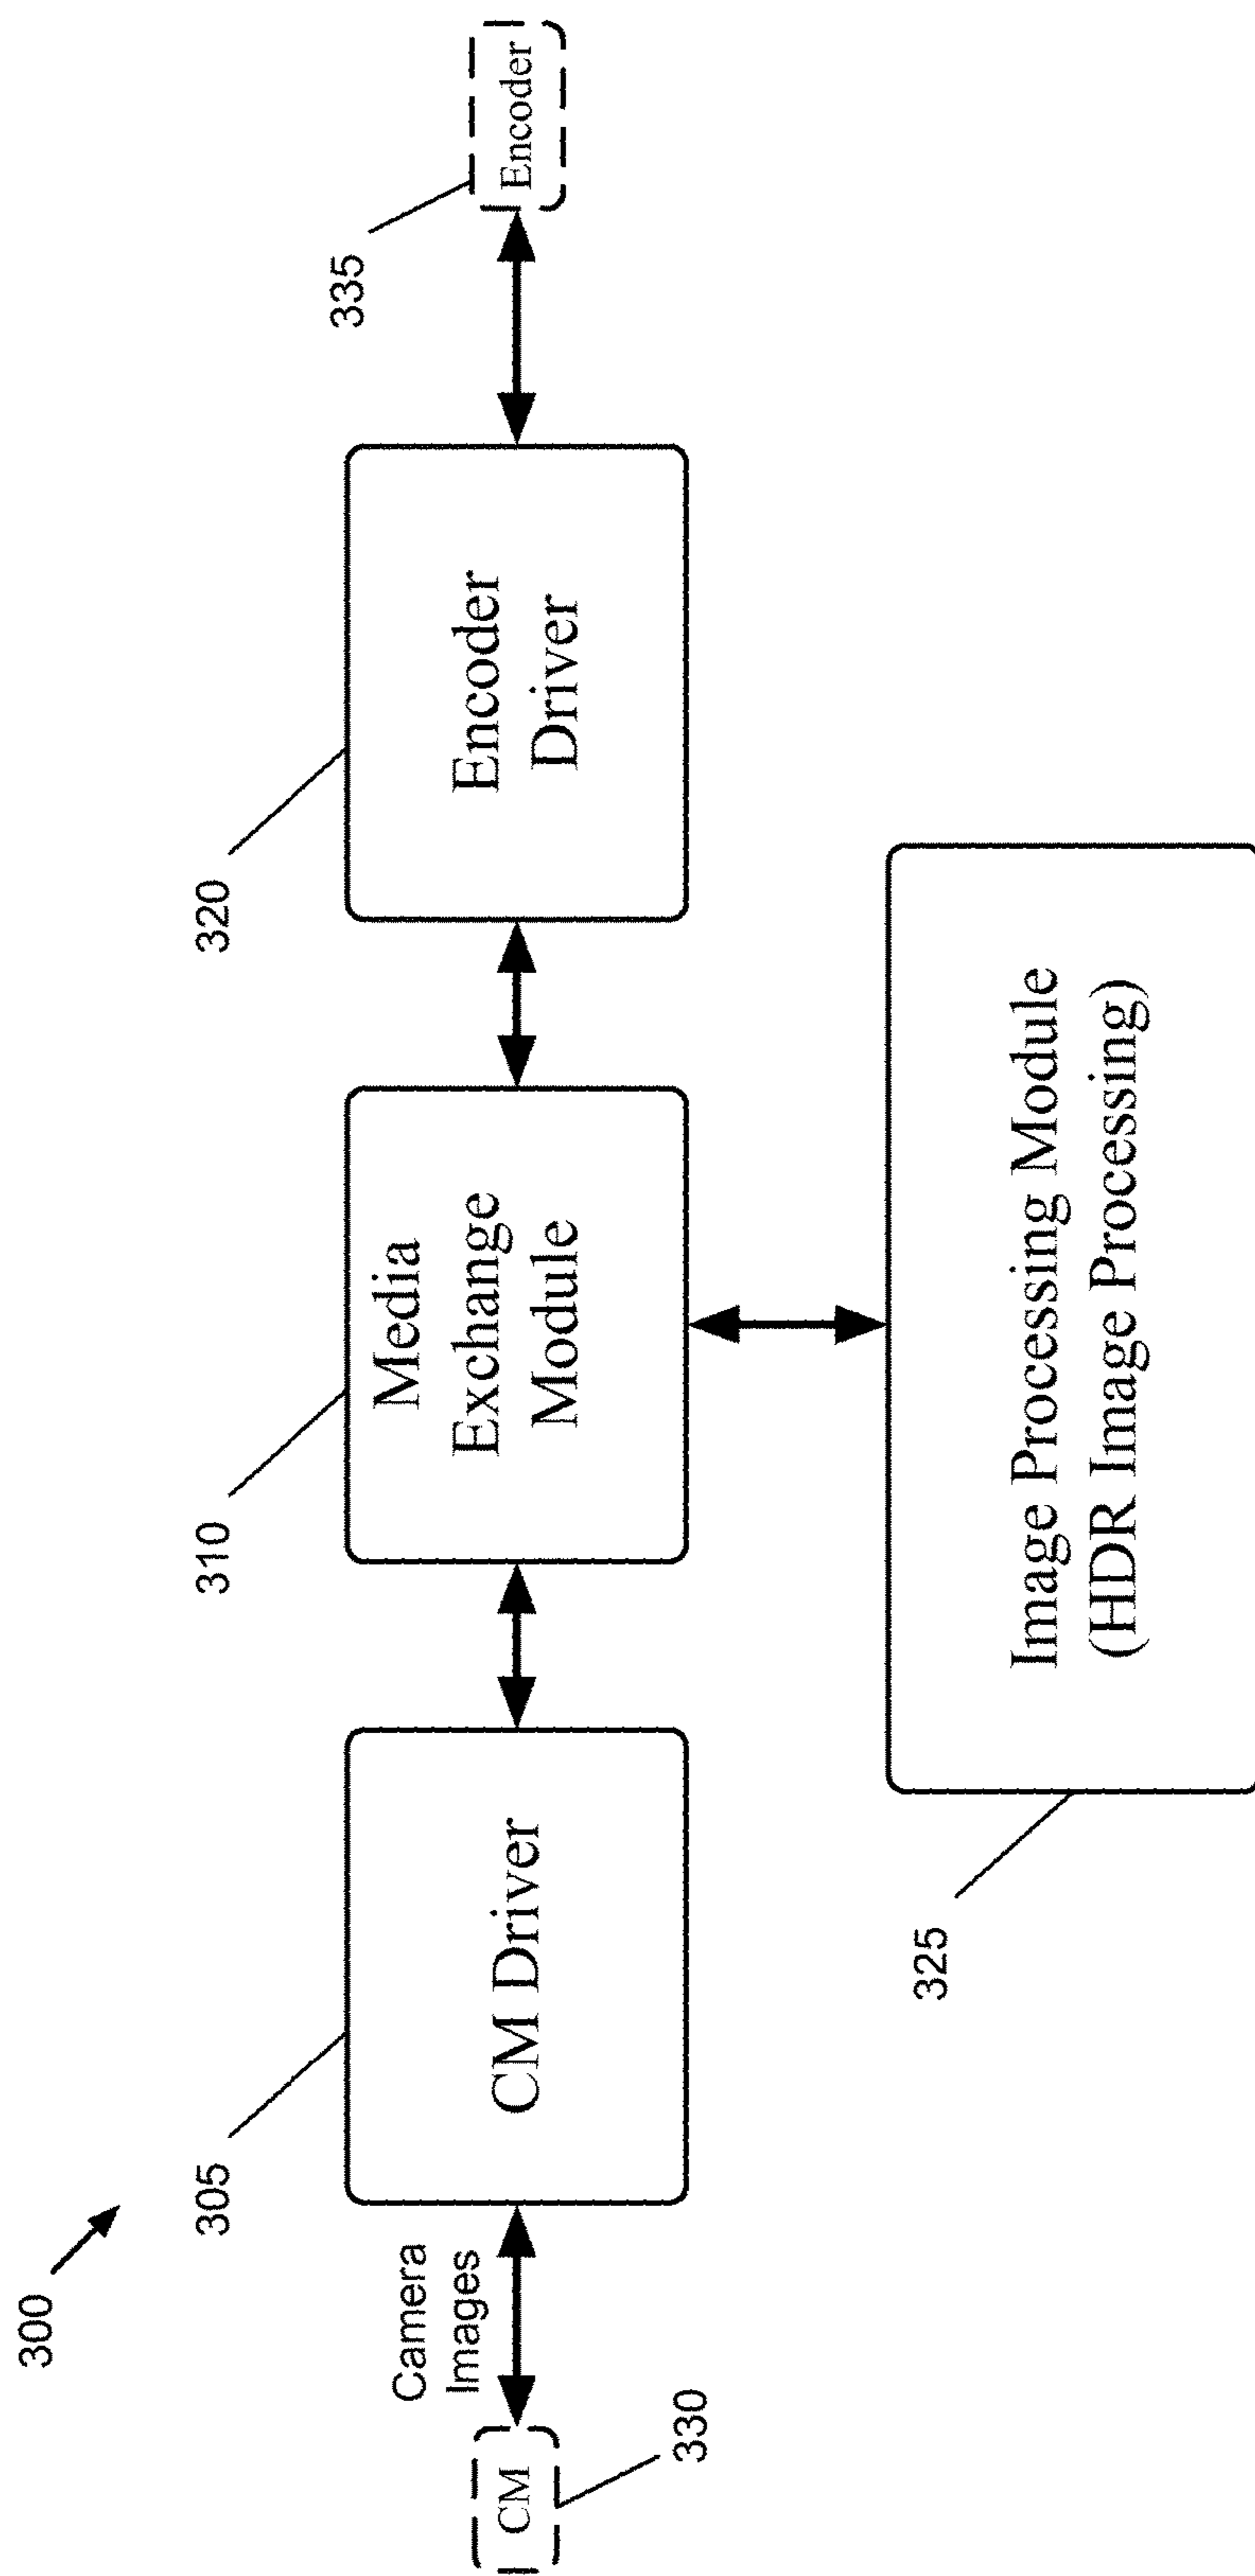 300
305
310
320
335
Camera
Images
CM
330
CM Driver
Media
Exchange
Module
Encoder
Driver
Encoder
325
Image Processing Module
(HDR Image Processing)